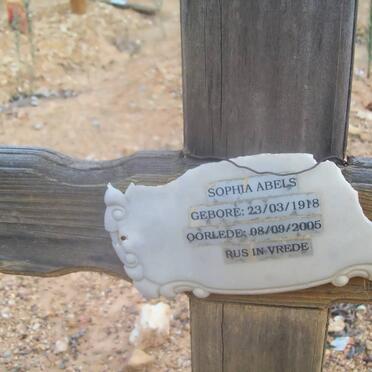 SOPHIA ABELS
GEBORE: 23/03/1918
OORLEDE: 08/09/2005
RUS IN VREDE